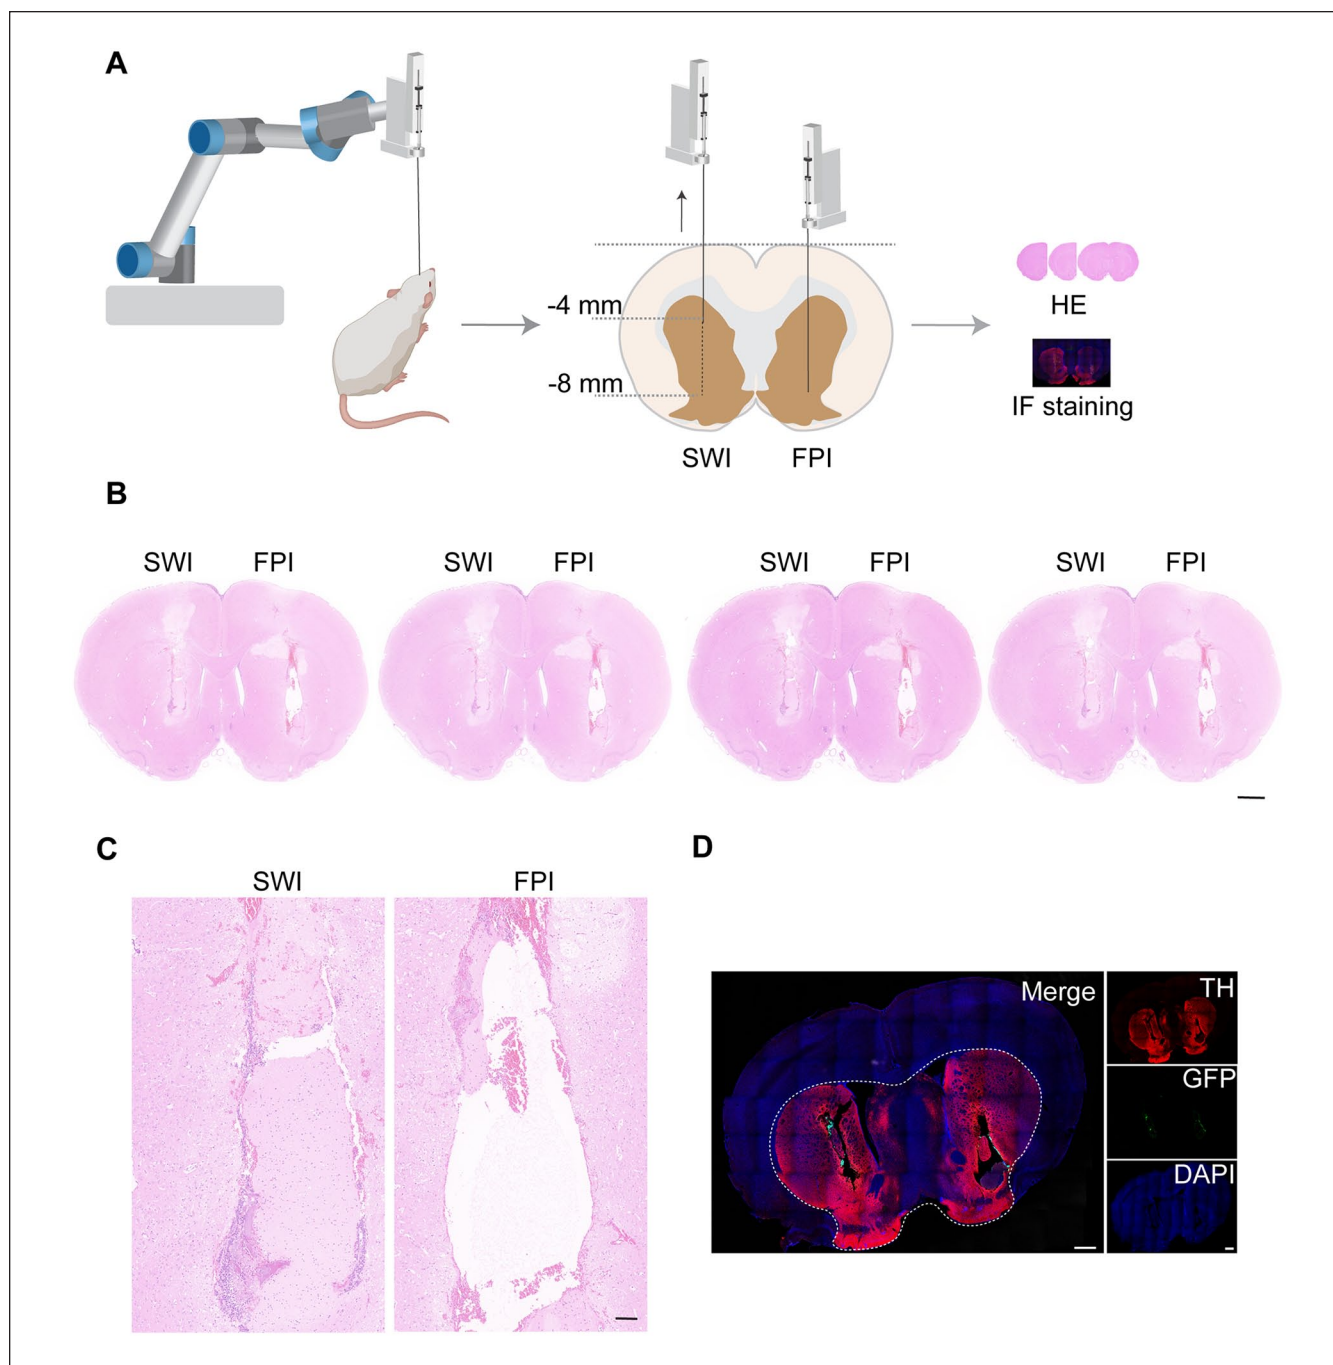 A
-4 mm
-8 mm
SWI FPI
HE
IF staining
B
SWI FPI SWI FPI SWI FPI SWI FPI
C
SWI FPI
D
Merge
TH
GFP
DAPI